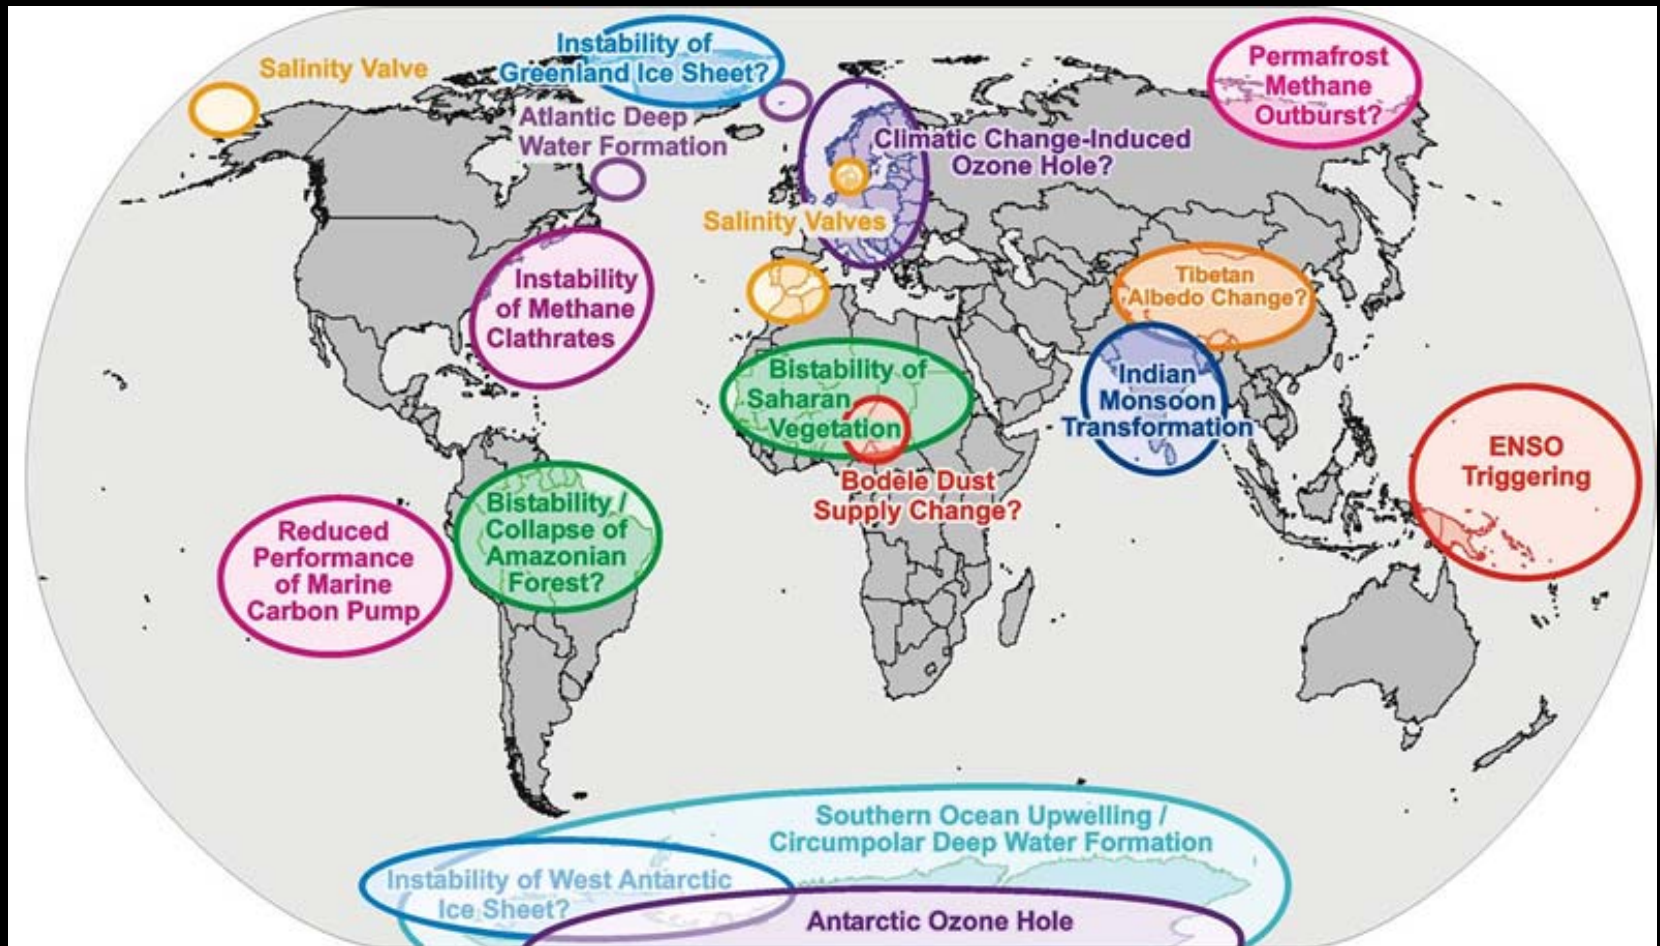 Instability of
Greenland Ice Sheet?
Salinity Valve
Permafrost
Methane
Outburst?
Atlantic Deep
Water Formation
Climatic Change-Induced
Ozone Hole?
Salinity Valves
Instability
of Methane
Clathrates
Tibetan
Albedo Change?
Bistability of
Saharan
Vegetation
Indian
Monsoon
Transformation
ENSO
Triggering
Bodele Dust
Supply Change?
Bistability /
Collapse of
Amazonian
Forest?
Reduced
Performance
of Marine
Carbon Pump
Southern Ocean Upwelling /
Circumpolar Deep Water Formation
Instability of West Antarctic
Ice Sheet?
Antarctic Ozone Hole